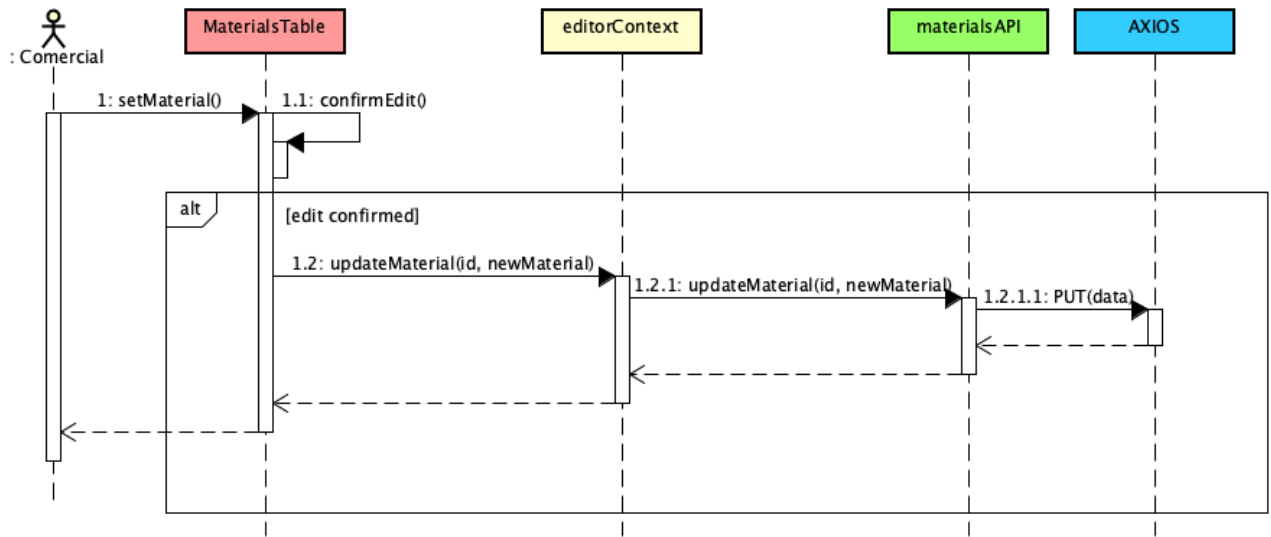 MaterialsTable
editorContext
materialsAPI
AXIOS
: Comercial
1: setMaterial()
1.1: confirmEdit()
alt
[edit confirmed]
1.2: updateMaterial(id, newMaterial)
1.2.1: updateMaterial(id, newMaterial)
1.2.1.1: PUT(data)